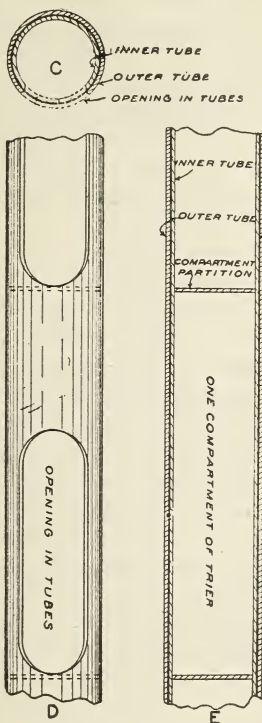 C
INNER TUBE
OUTER TUBE
OPENING IN TUBES
INNER TUBE
OUTER TUBE
COMPARTMENT
PARTITION
OPENING IN TUBES
ONE COMPARTMENT OF TRIER
D
E